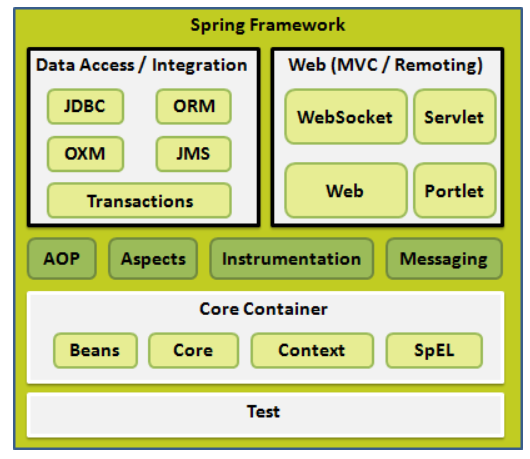 Spring Framework
Data Access / Integration
JDBC
ORM
OXM
JMS
Transactions
Web (MVC / Remoting)
WebSocket
Servlet
Web
Portlet
AOP
Aspects
Instrumentation
Messaging
Core Container
Beans
Core
Context
SpEL
Test